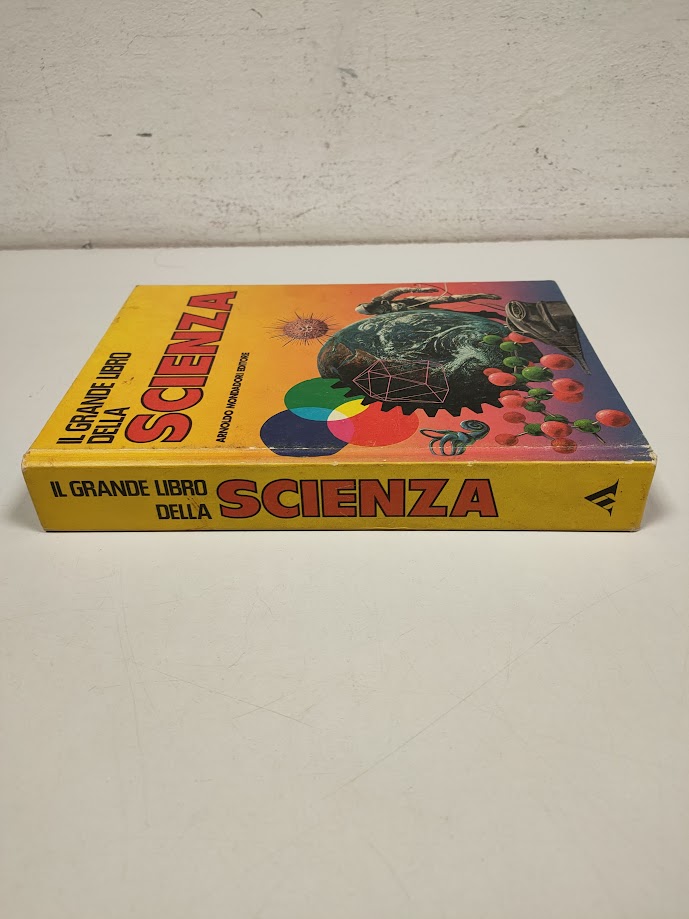 IL GRANDE LIBRO
DELLA
SCIENZA
ARNOLDO MONDADORI EDITORE
IL GRANDE LIBRO
DELLA
SCIENZA